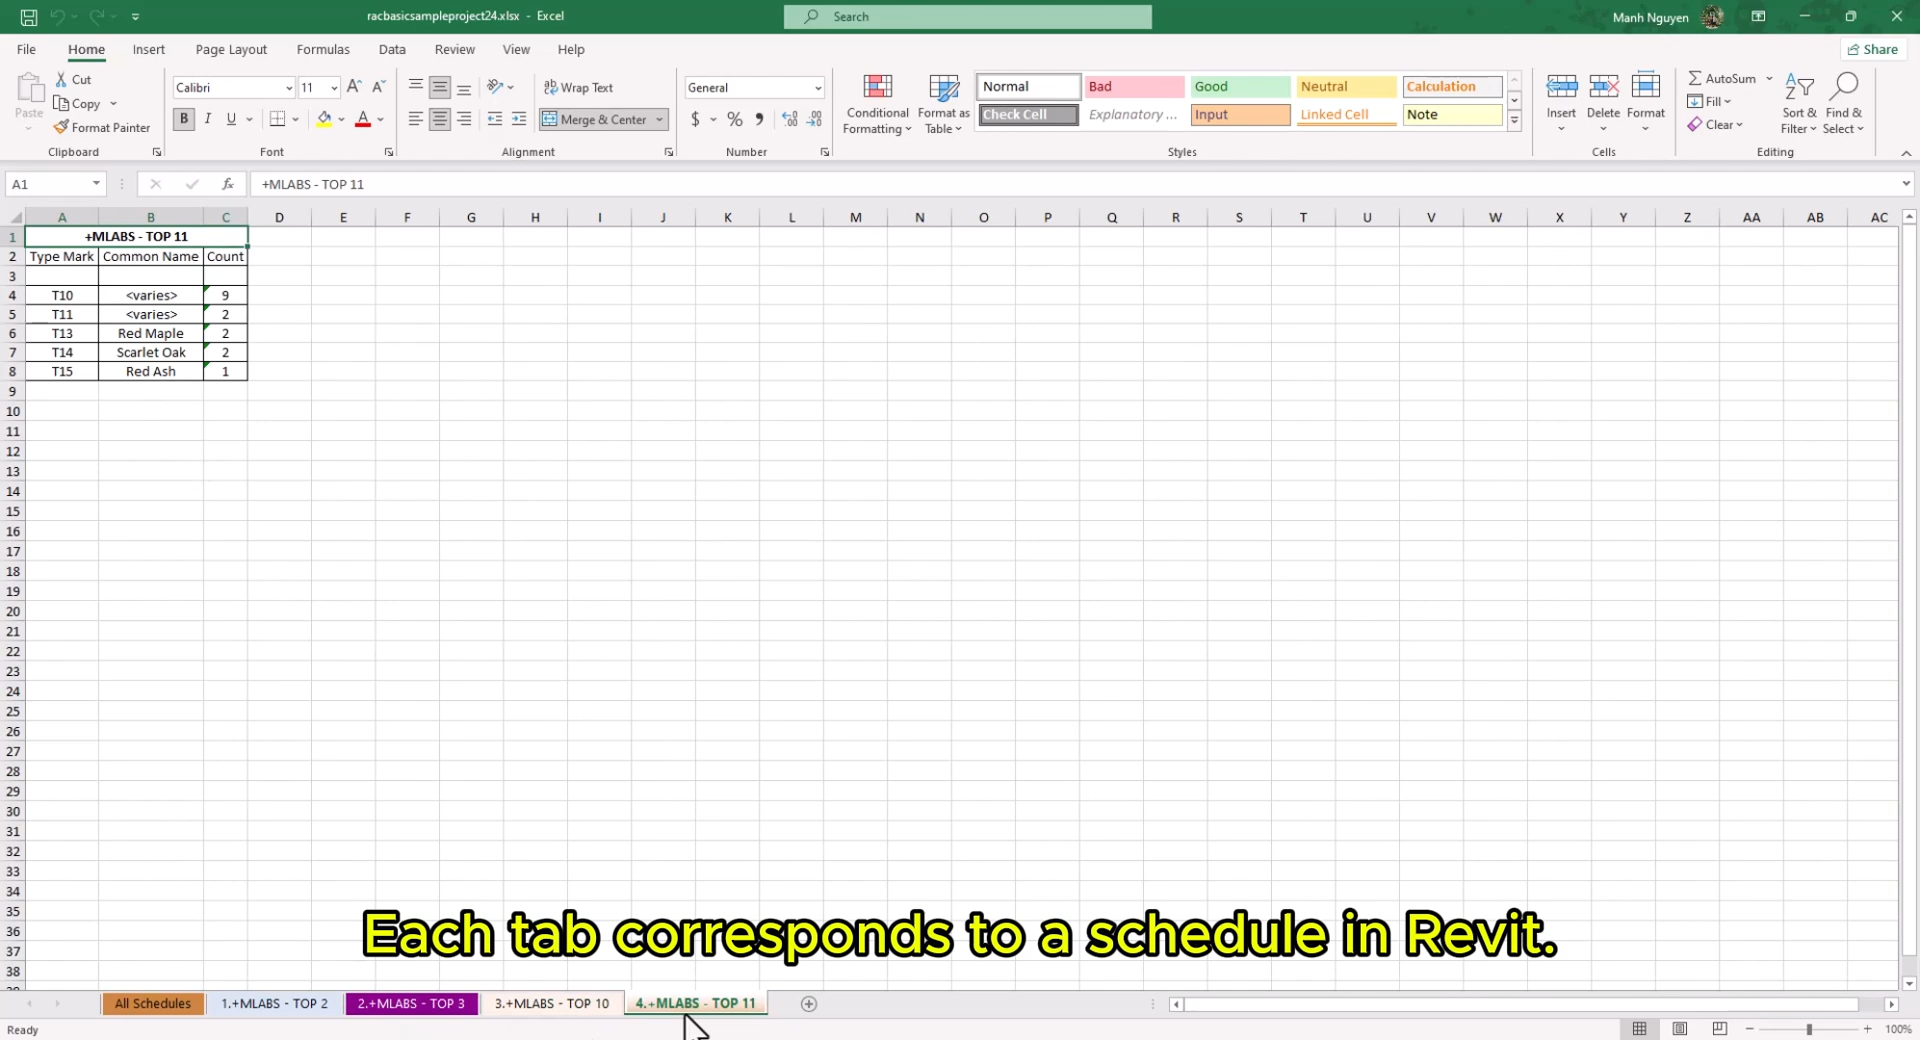 racbasicsampleproject24.xlsx - Excel
Search
Manh Nguyen
File Home Insert Page Layout Formulas Data Review View Help
Share
Paste
Cut
Copy
Format Painter
Clipboard
Calibri 11
B I U
Font
Wrap Text
Merge & Center
Alignment
General
$ % ,
Number
Conditional Formatting
Format as Table
Normal Bad Good Neutral Calculation
Check Cell Explanatory ... Input Linked Cell Note
Styles
Insert Delete Format
Cells
AutoSum
Fill
Clear
Sort & Filter
Find & Select
Editing
A1 fx +MLABS - TOP 11
A B C D E F G H I J K L M N O P Q R S T U V W X Y Z AA AB AC
1 +MLABS - TOP 11
2 Type Mark Common Name Count
3
4 T10 <varies> 9
5 T11 <varies> 2
6 T13 Red Maple 2
7 T14 Scarlet Oak 2
8 T15 Red Ash 1
9
10
11
12
13
14
15
16
17
18
19
20
21
22
23
24
25
26
27
28
29
30
31
32
33
34
35
36
37
38
Each tab corresponds to a schedule in Revit.
All Schedules 1.+MLABS - TOP 2 2.+MLABS - TOP 3 3.+MLABS - TOP 10 4.+MLABS - TOP 11
Ready
100%